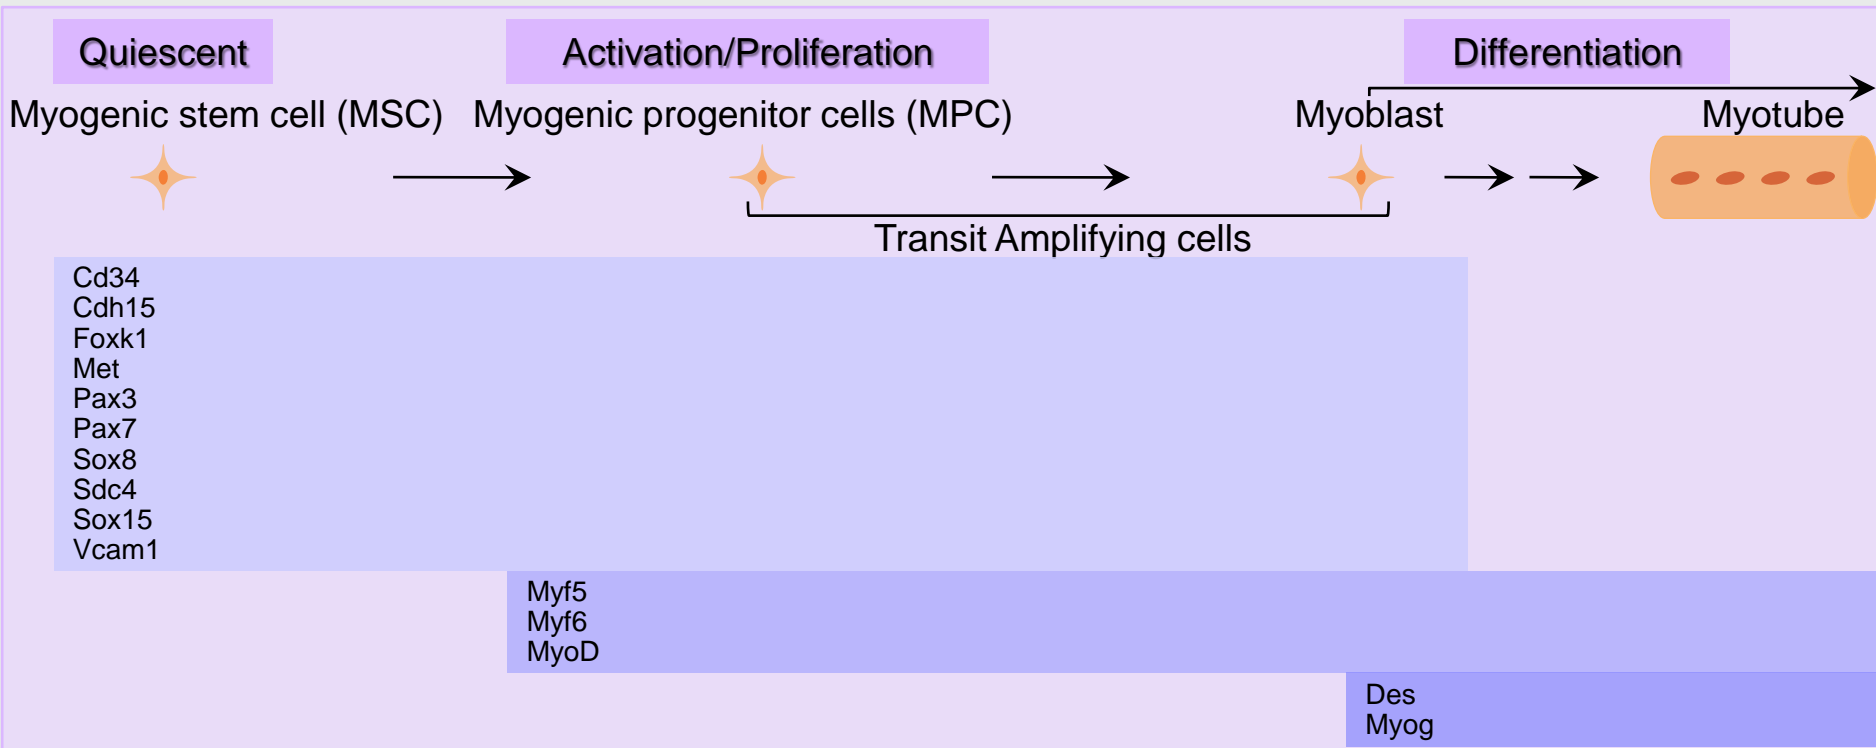 Quiescent
Activation/Proliferation
Differentiation
Myogenic stem cell (MSC)
Myogenic progenitor cells (MPC)
Myoblast
Myotube
Transit Amplifying cells
Cd34
Cdh15
Foxk1
Met
Pax3
Pax7
Sox8
Sdc4
Sox15
Vcam1
Myf5
Myf6
MyoD
Des
Myog